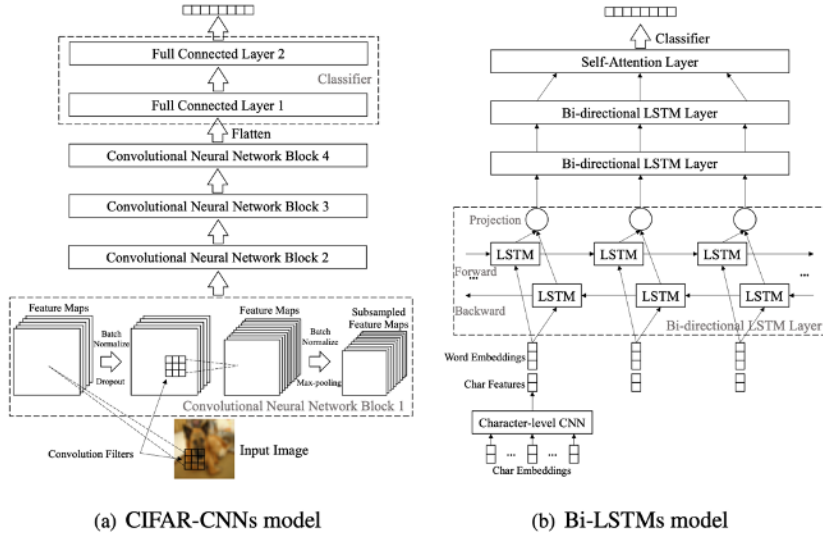 Full Connected Layer 2
Classifier
Full Connected Layer 1
Flatten
Convolutional Neural Network Block 4
Convolutional Neural Network Block 3
Convolutional Neural Network Block 2
Feature Maps
Batch
Normalize
Dropout
Feature Maps
Batch
Normalize
Max-pooling
Subsampled
Feature Maps
Convolutional Neural Network Block 1
Convolution Filters
Input Image
(a) CIFAR-CNNs model
Classifier
Self-Attention Layer
Bi-directional LSTM Layer
Bi-directional LSTM Layer
Projection
LSTM
LSTM
LSTM
Forward
...
...
LSTM
LSTM
LSTM
Backward
Bi-directional LSTM Layer
Word Embeddings
Char Features
Character-level CNN
... ...
Char Embeddings
(b) Bi-LSTMs model